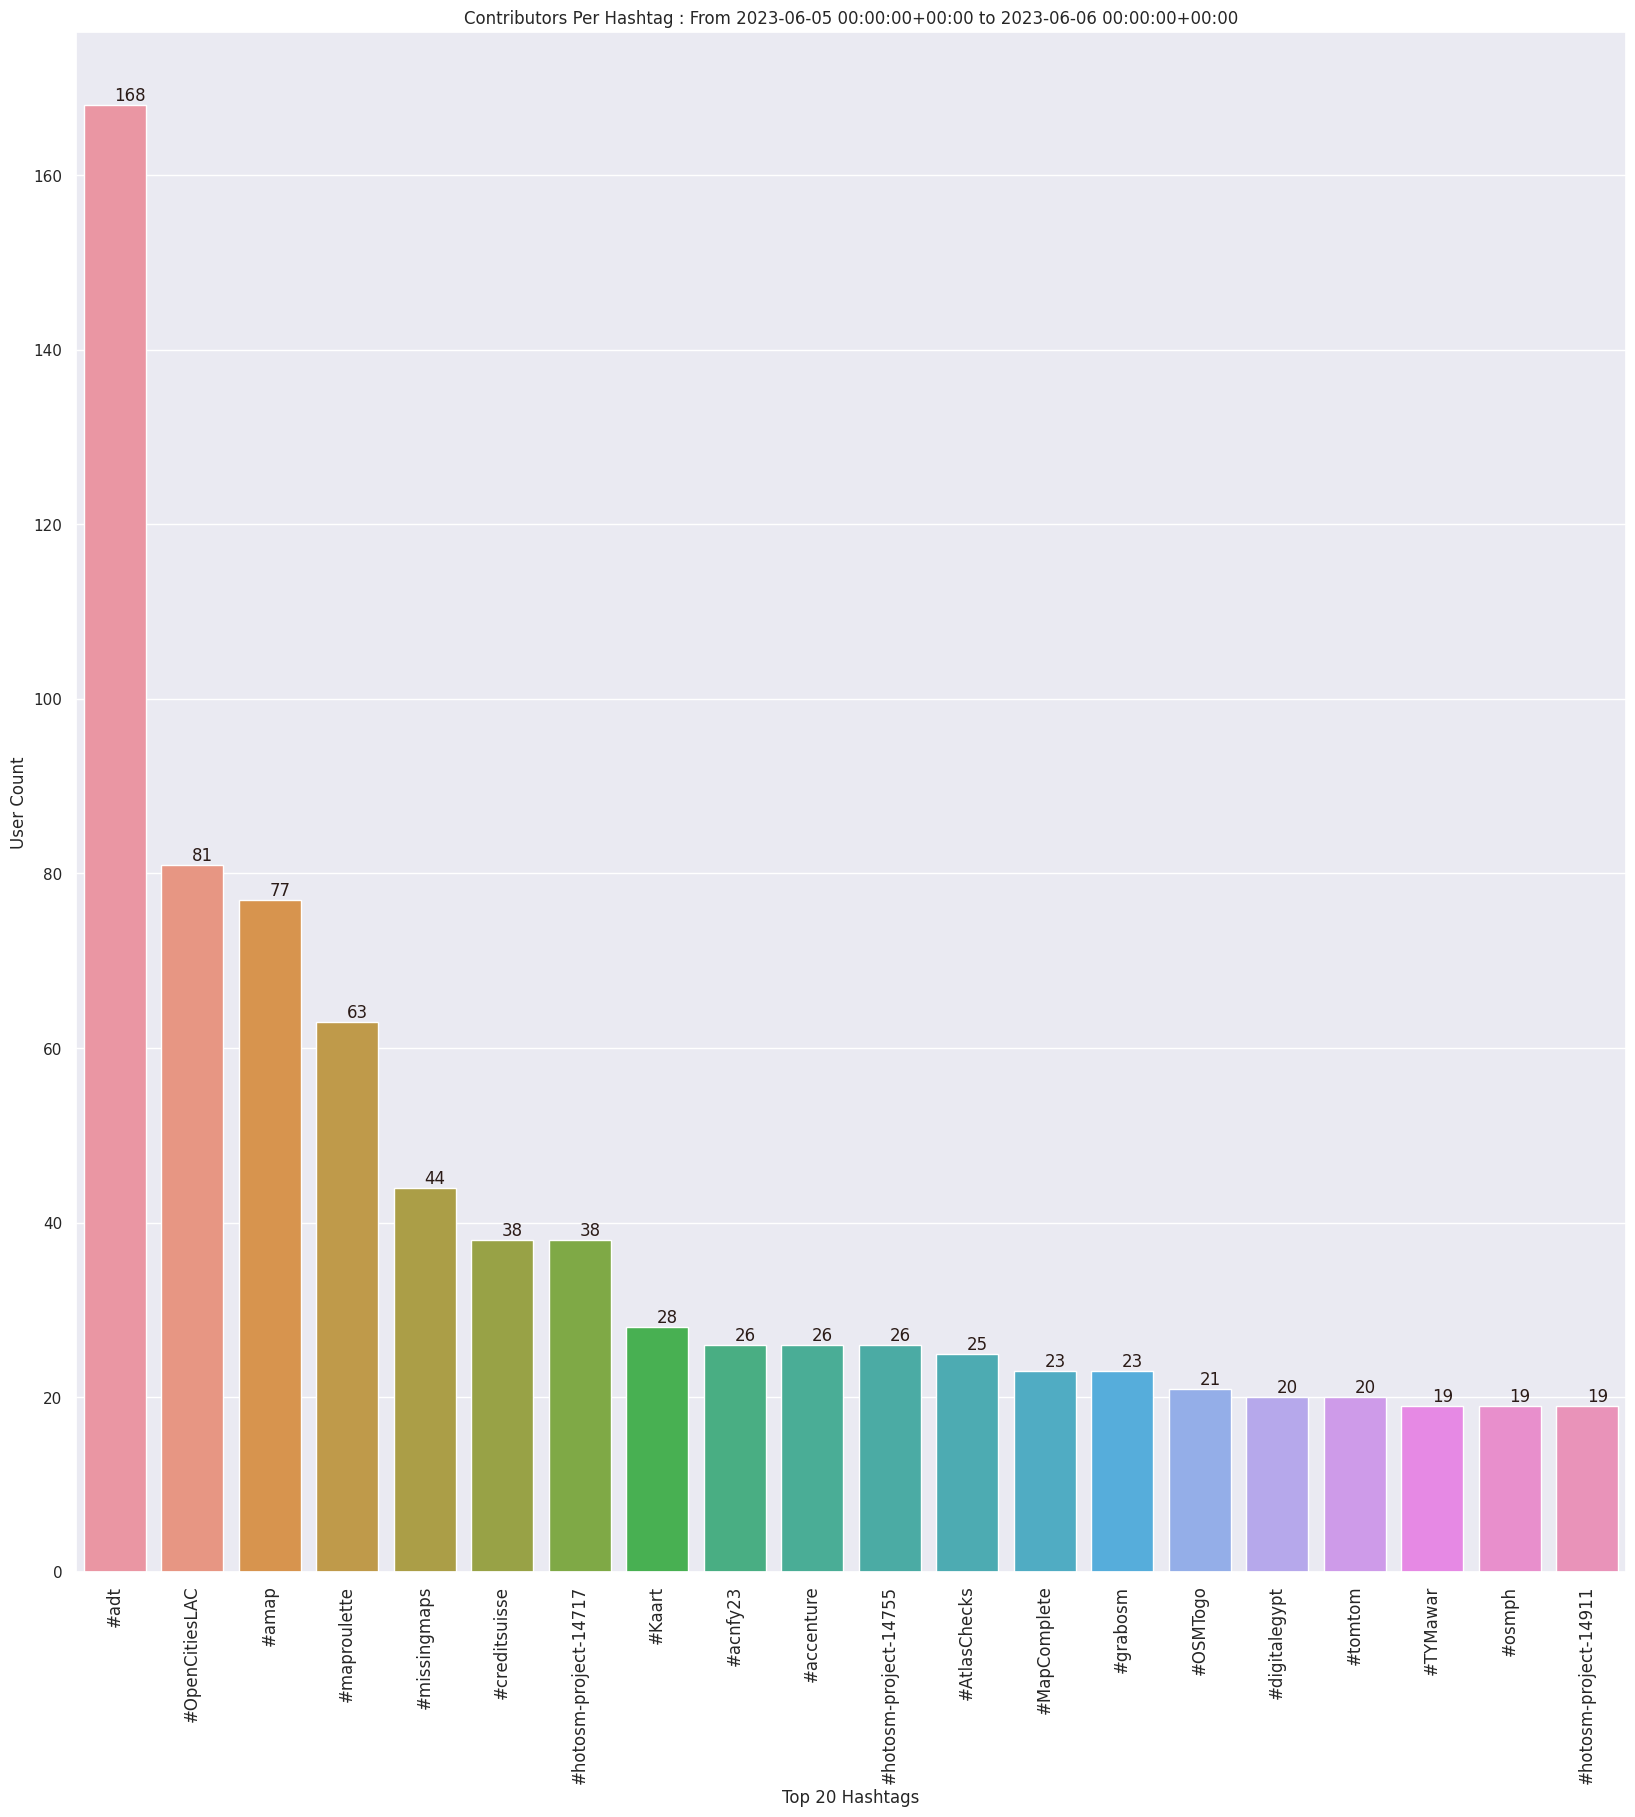 Contributors Per Hashtag : From 2023-06-05 00:00:00+00:00 to 2023-06-06 00:00:00+00:00
User Count
160
140
120
100
80
60
40
20
0
168
81
77
63
44
38
38
28
26
26
26
25
23
23
21
20
20
19
19
19
#adt
#OpenCitiesLAC
#amap
#maproulette
#missingmaps
#creditsuisse
#hotosm-project-14717
#Kaart
#acnfy23
#accenture
#hotosm-project-14755
#AtlasChecks
#MapComplete
#grabosm
#OSMTogo
#digitalegypt
#tomtom
#TYMawar
#osmph
#hotosm-project-14911
Top 20 Hashtags